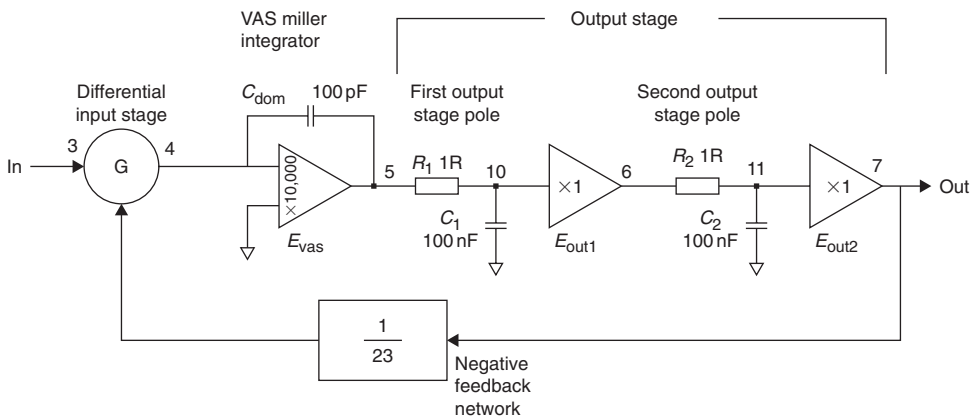 VAS miller
integrator
Output stage
Differential
input stage
C_dom 100 pF
First output
stage pole
Second output
stage pole
In
3
G
4
×10,000
E_vas
5
R_1 1R
10
C_1
100 nF
×1
E_out1
6
R_2 1R
11
C_2
100 nF
×1
E_out2
7
Out
1
23
Negative
feedback
network